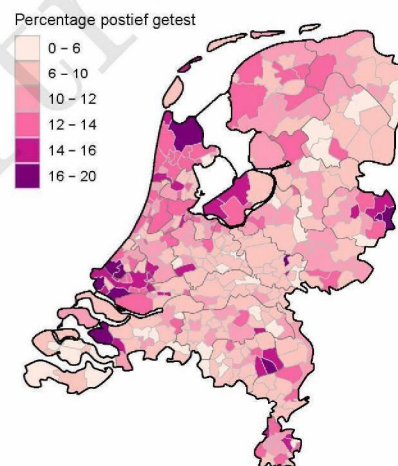 Percentage postief getest
0 – 6
6 – 10
10 – 12
12 – 14
14 – 16
16 – 20